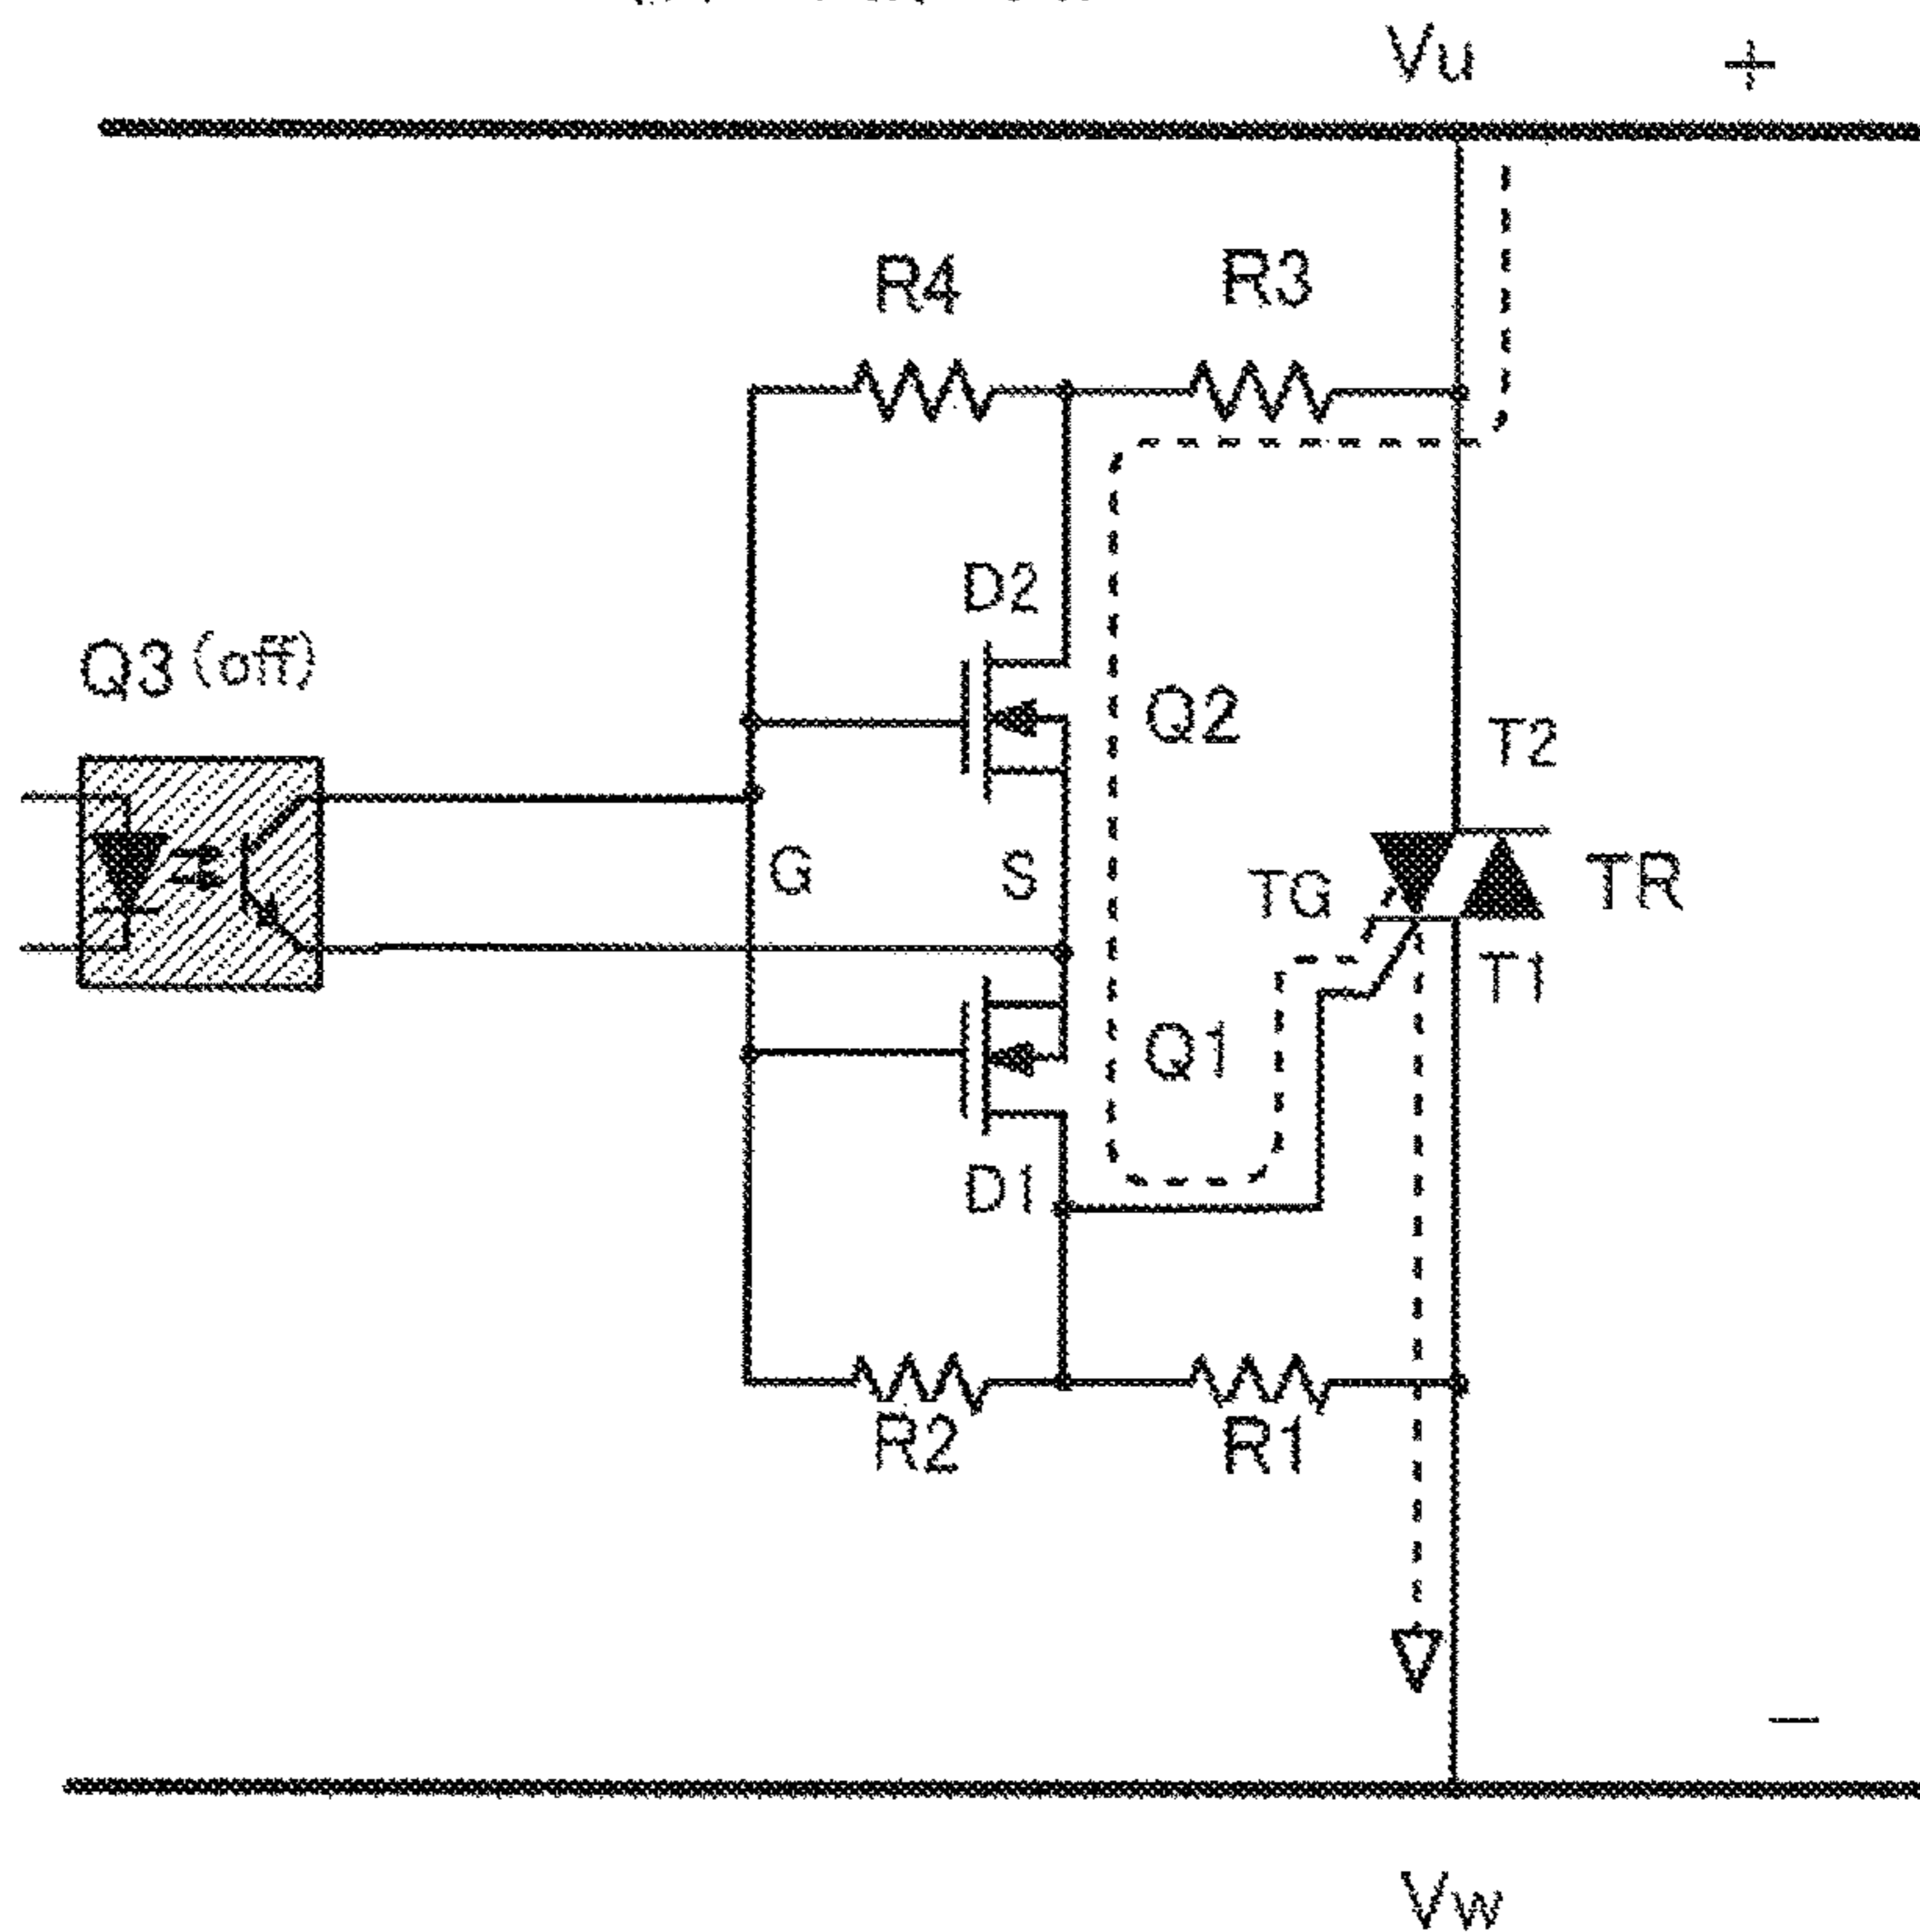 Vu +
R4 R3
D2
Q3 (off)
Q2
T2
G S TG TR
T1
Q1
D1
R2 R1
−
Vw